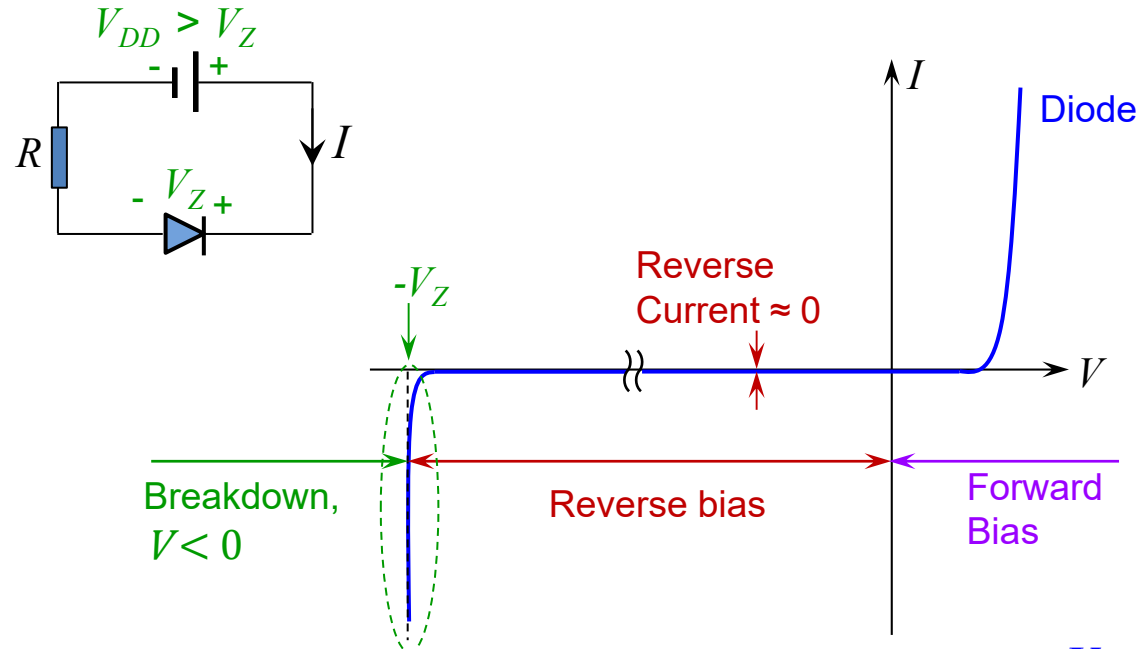 V_DD > V_Z
- +
R
I
- V_Z +
I
Diode
-V_Z
Reverse
Current ≈ 0
V
Breakdown,
V < 0
Reverse bias
Forward
Bias